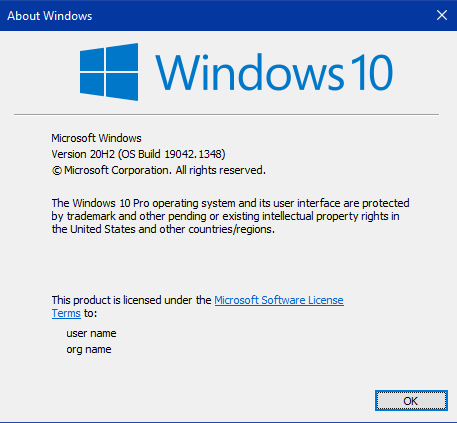 About Windows
Windows 10
Microsoft Windows
Version 20H2 (OS Build 19042.1348)
© Microsoft Corporation. All rights reserved.
The Windows 10 Pro operating system and its user interface are protected
by trademark and other pending or existing intellectual property rights in
the United States and other countries/regions.
This product is licensed under the Microsoft Software License
Terms to:
user name
org name
OK